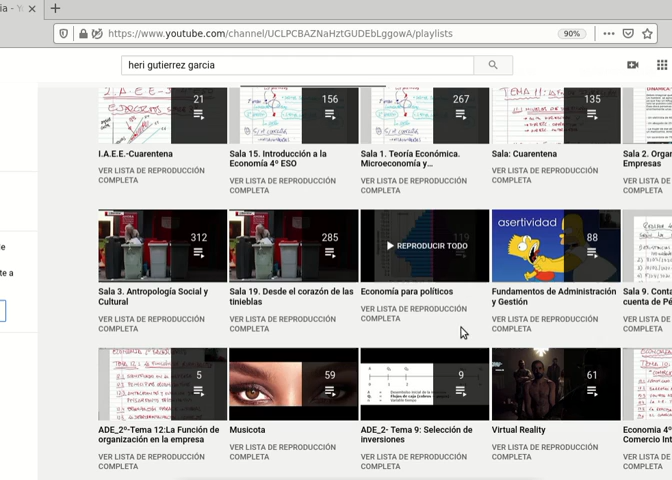 https://www.youtube.com/channel/UCLPCBAZNaHztGUDEbLggowA/playlists
90%
heri gutierrez garcia
21
156
267
135
I.A.E.E.-Cuarentena
VER LISTA DE REPRODUCCIÓN
COMPLETA
Sala 15. Introducción a la
Economía 4º ESO
VER LISTA DE REPRODUCCIÓN
COMPLETA
Sala 1. Teoría Económica.
Microeconomía y...
VER LISTA DE REPRODUCCIÓN
COMPLETA
Sala: Cuarentena
VER LISTA DE REPRODUCCIÓN
COMPLETA
Sala 2. Organ
Empresas
VER LISTA DE
COMPLETA
312
285
119
REPRODUCIR TODO
asertividad
88
Sala 3. Antropología Social y
Cultural
VER LISTA DE REPRODUCCIÓN
COMPLETA
Sala 19. Desde el corazón de las
tinieblas
VER LISTA DE REPRODUCCIÓN
COMPLETA
Economía para políticos
VER LISTA DE REPRODUCCIÓN
COMPLETA
Fundamentos de Administración
y Gestión
VER LISTA DE REPRODUCCIÓN
COMPLETA
Sala 9. Conta
cuenta de Pé
VER LISTA DE
COMPLETA
5
59
9
61
ADE_2º-Tema 12:La Función de
organización en la empresa
VER LISTA DE REPRODUCCIÓN
COMPLETA
Musicota
VER LISTA DE REPRODUCCIÓN
COMPLETA
ADE_2- Tema 9: Selección de
inversiones
VER LISTA DE REPRODUCCIÓN
COMPLETA
Virtual Reality
VER LISTA DE REPRODUCCIÓN
COMPLETA
Economia 4º
Comercio Int
VER LISTA DE
COMPLETA